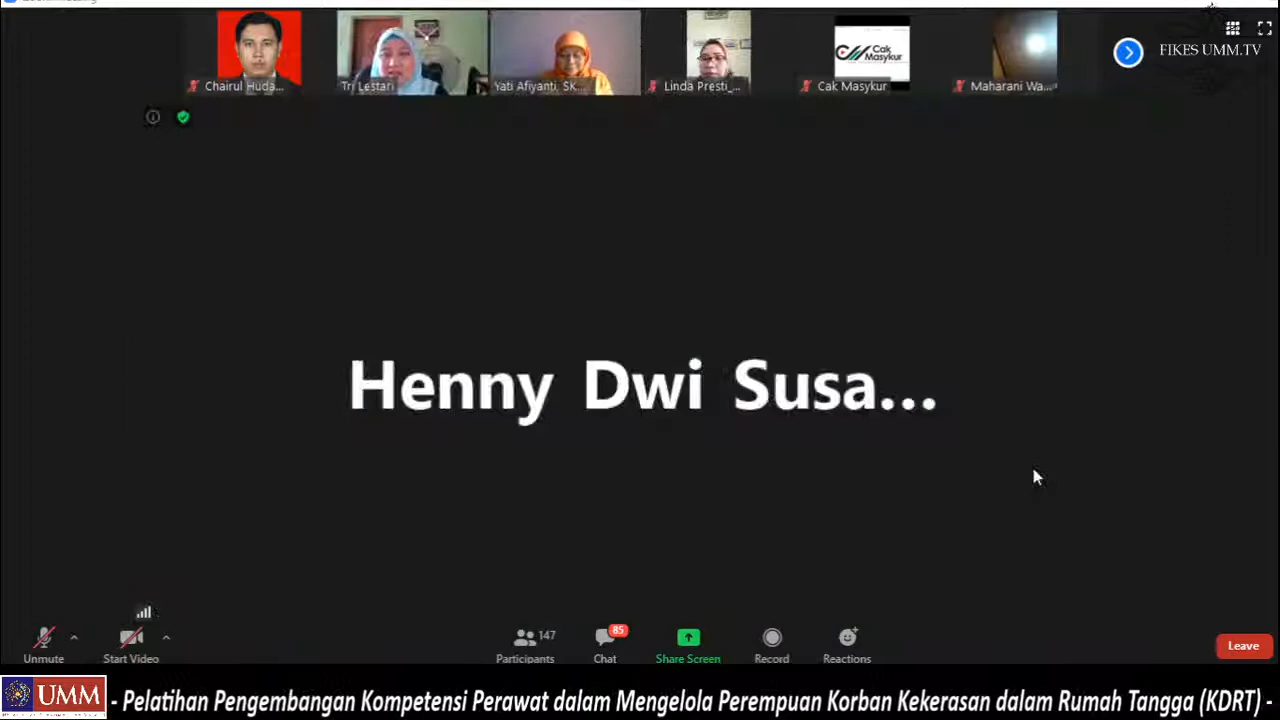 Chairul Huda...
Tri Lestari
Yati Afiyanti, SK...
Linda Presti_...
Cak
Masykur
Cak Masykur
Maharani Wa...
FIKES UMM.TV
Henny Dwi Susa...
Unmute
Start Video
147
Participants
85
Chat
Share Screen
Record
Reactions
Leave
UMM
- Pelatihan Pengembangan Kompetensi Perawat dalam Mengelola Perempuan Korban Kekerasan dalam Rumah Tangga (KDRT) -